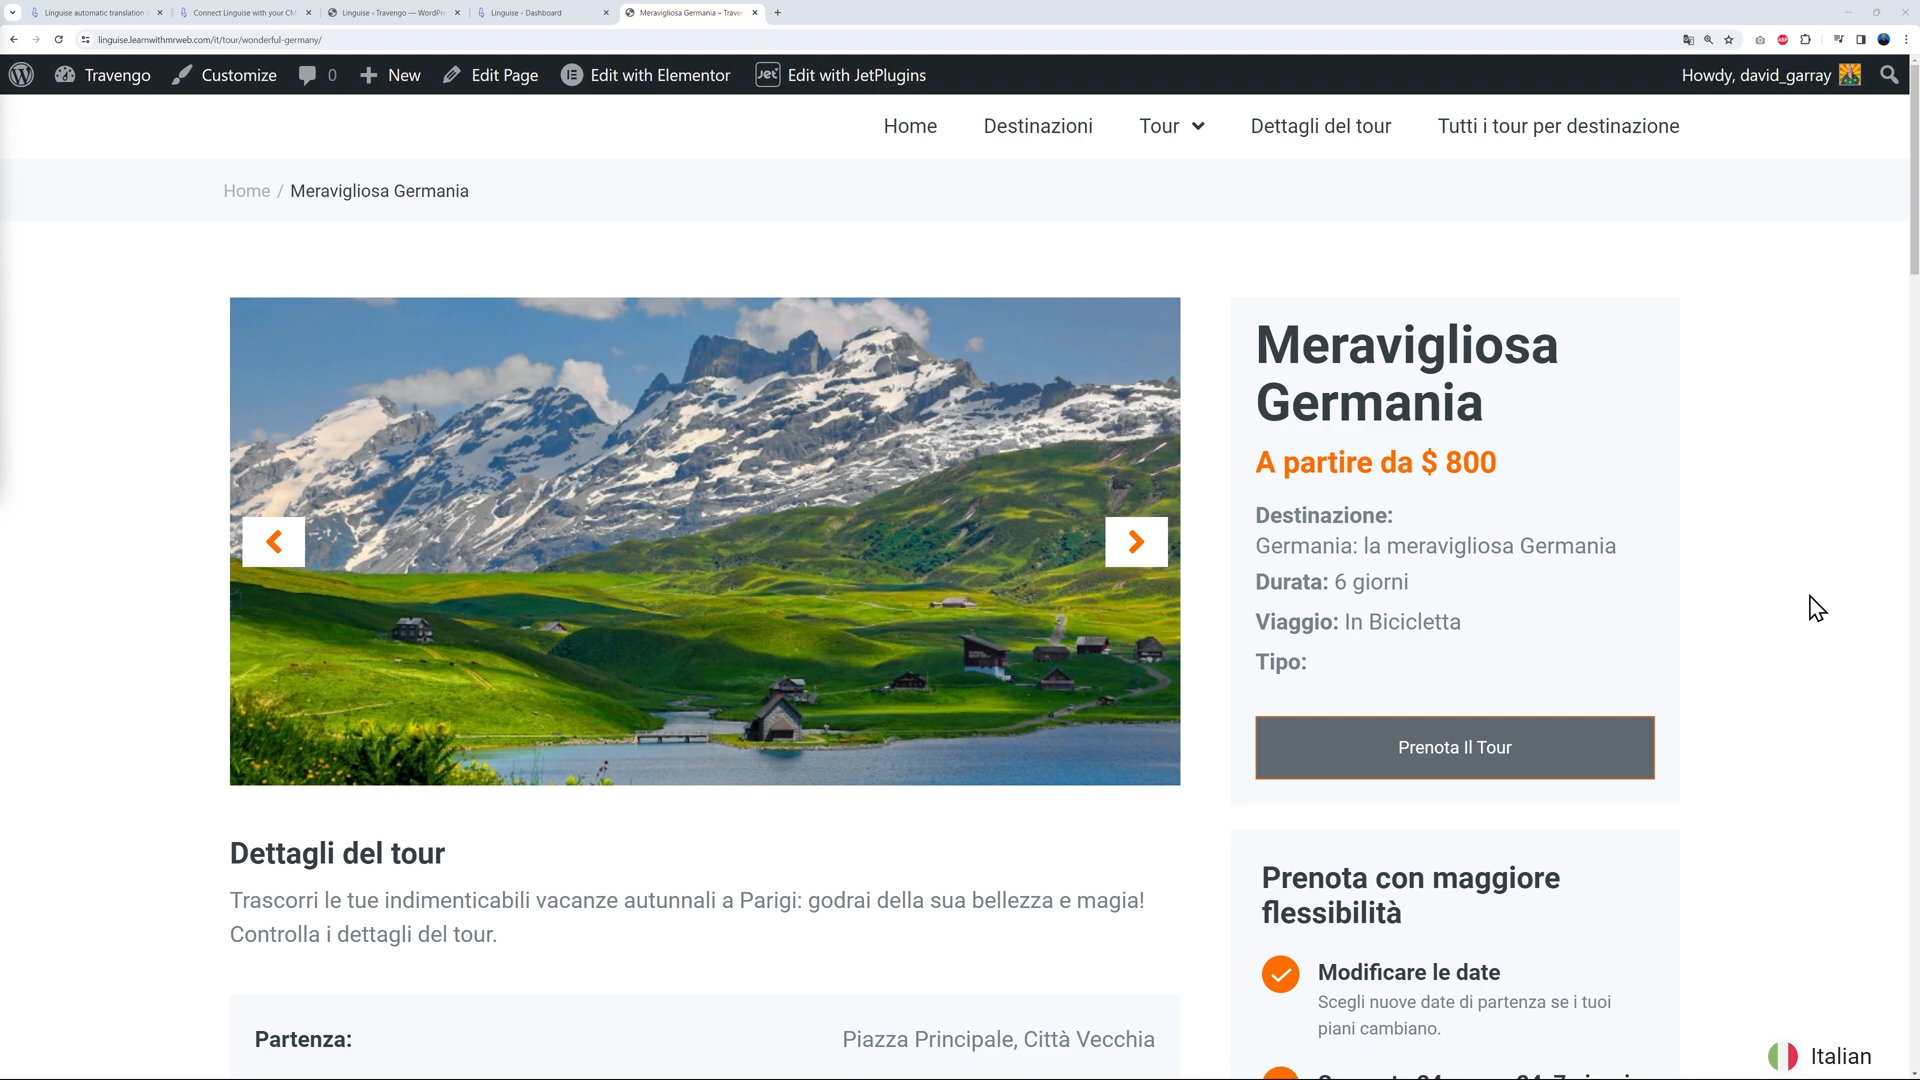 Linguise automatic translation
Connect Linguise with your CM
Linguise ‹ Travengo — WordPre
Linguise - Dashboard
Meravigliosa Germania – Trave
linguise.learnwithmrweb.com/it/tour/wonderful-germany/
Travengo
Customize
0
New
Edit Page
Edit with Elementor
Jet Edit with JetPlugins
Howdy, david_garray
Home
Destinazioni
Tour
Dettagli del tour
Tutti i tour per destinazione
Home / Meravigliosa Germania
Meravigliosa
Germania
A partire da $ 800
Destinazione:
Germania: la meravigliosa Germania
Durata: 6 giorni
Viaggio: In Bicicletta
Tipo:
Prenota Il Tour
Dettagli del tour
Trascorri le tue indimenticabili vacanze autunnali a Parigi: godrai della sua bellezza e magia!
Controlla i dettagli del tour.
Partenza:
Piazza Principale, Città Vecchia
Prenota con maggiore
flessibilità
Modificare le date
Scegli nuove date di partenza se i tuoi
piani cambiano.
Italian